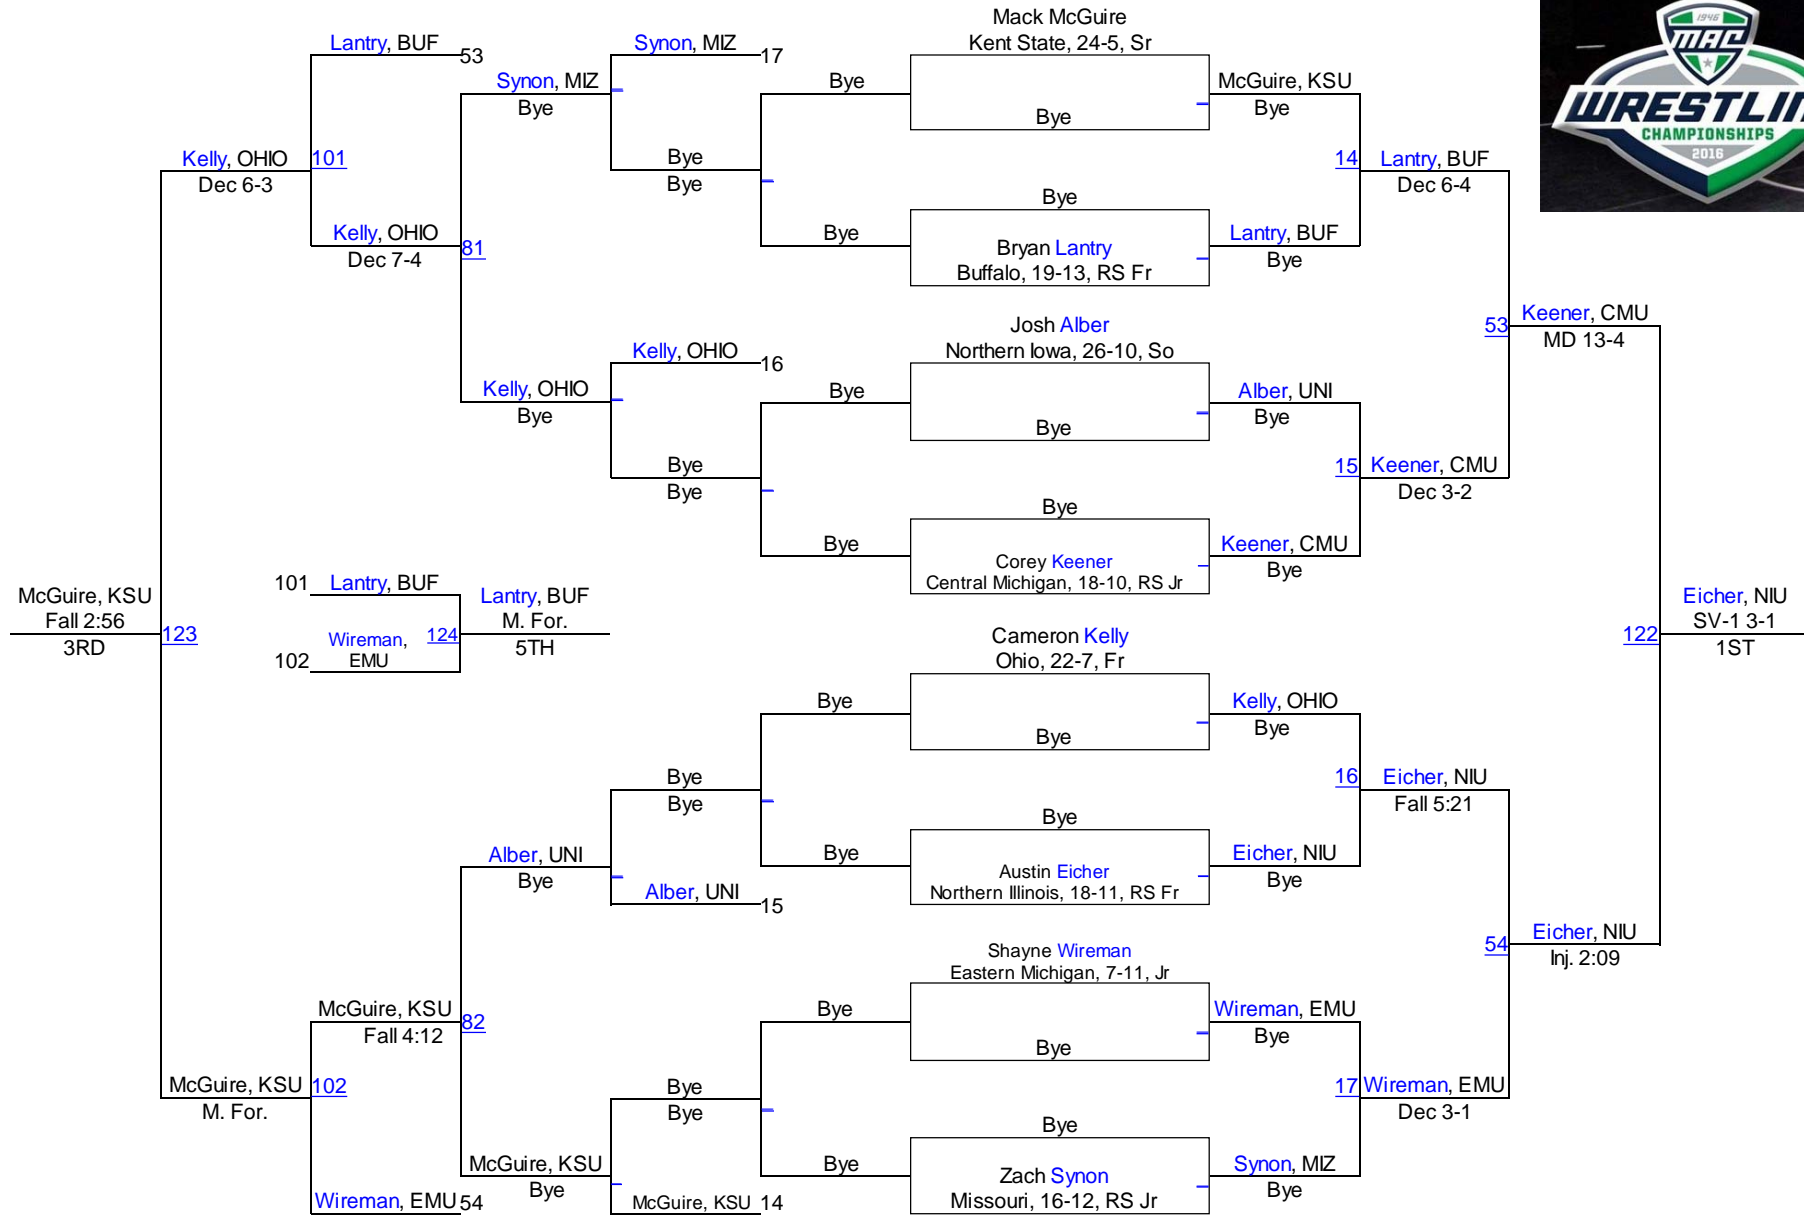 Mack McGuire
Kent State, 24-5, Sr
Lantry, BUF
53
Synon, MIZ
17
Synon, MIZ
Bye
Bye
Bye
McGuire, KSU
Bye
1946
MAC
WRESTLIN
CHAMPIONSHIPS
2016
Kelly, OHIO
Dec 6-3
101
Bye
Bye
14
Lantry, BUF
Dec 6-4
Kelly, OHIO
Dec 7-4
81
Bye
Bye
Bryan Lantry
Buffalo, 19-13, RS Fr
Lantry, BUF
Bye
Josh Alber
Northern Iowa, 26-10, So
53
Keener, CMU
MD 13-4
Kelly, OHIO
16
Kelly, OHIO
Bye
Bye
Bye
Alber, UNI
Bye
Bye
Bye
15
Keener, CMU
Dec 3-2
Bye
Bye
Corey Keener
Central Michigan, 18-10, RS Jr
Keener, CMU
Bye
McGuire, KSU
Fall 2:56
3RD
123
101
Lantry, BUF
102
Wireman,
EMU
124
Lantry, BUF
M. For.
5TH
Cameron Kelly
Ohio, 22-7, Fr
122
Eicher, NIU
SV-1 3-1
1ST
Bye
Bye
Kelly, OHIO
Bye
Bye
Bye
16
Eicher, NIU
Fall 5:21
Alber, UNI
Bye
Alber, UNI
15
Bye
Bye
Austin Eicher
Northern Illinois, 18-11, RS Fr
Eicher, NIU
Bye
Shayne Wireman
Eastern Michigan, 7-11, Jr
54
Eicher, NIU
Inj. 2:09
McGuire, KSU
Fall 4:12
82
Bye
Bye
Wireman, EMU
Bye
McGuire, KSU
M. For.
102
Bye
Bye
17
Wireman, EMU
Dec 3-1
McGuire, KSU
Bye
Bye
Bye
Zach Synon
Missouri, 16-12, RS Jr
Synon, MIZ
Bye
Wireman, EMU
54
McGuire, KSU
14